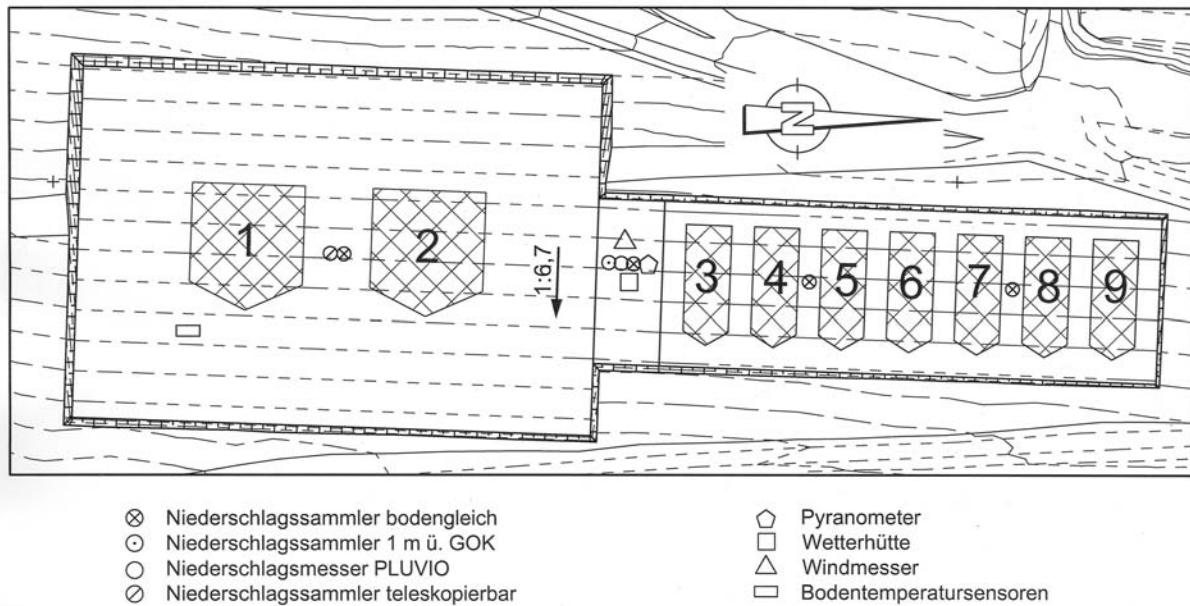 N
1
2
1:6,7
3 4 5 6 7 8 9
Niederschlagssammler bodengleich
Niederschlagssammler 1 m ü. GOK
Niederschlagsmesser PLUVIO
Niederschlagssammler teleskopierbar
Pyranometer
Wetterhütte
Windmesser
Bodentemperatursensoren